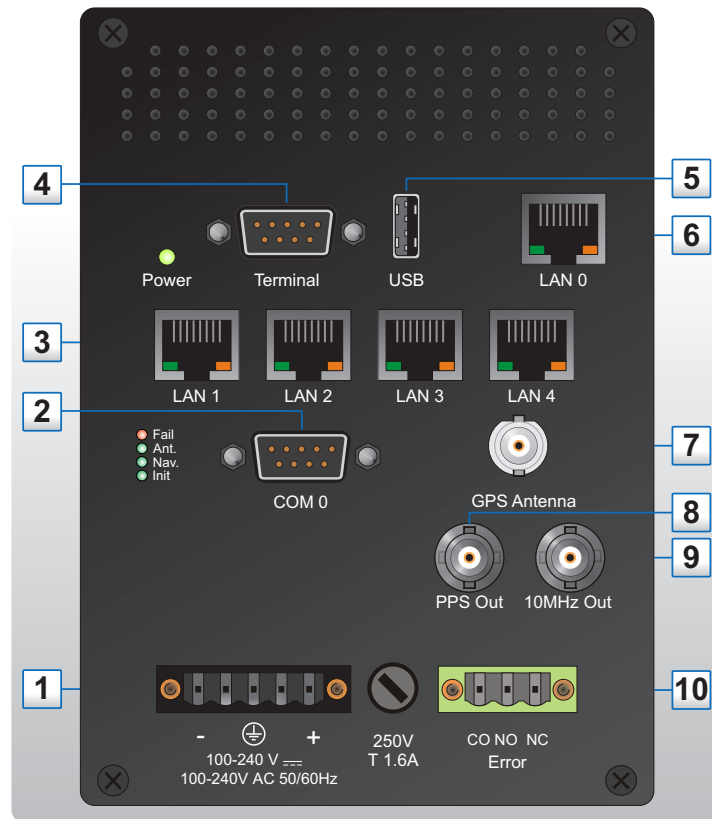 4
5
6
Power
Terminal
USB
LAN 0
3
LAN 1
LAN 2
LAN 3
LAN 4
2
Fail
Ant.
Nav.
Init
COM 0
7
GPS Antenna
8
9
PPS Out
10MHz Out
1
10
- +
100-240 V ⎓
100-240V AC 50/60Hz
250V
T 1.6A
CO NO NC
Error